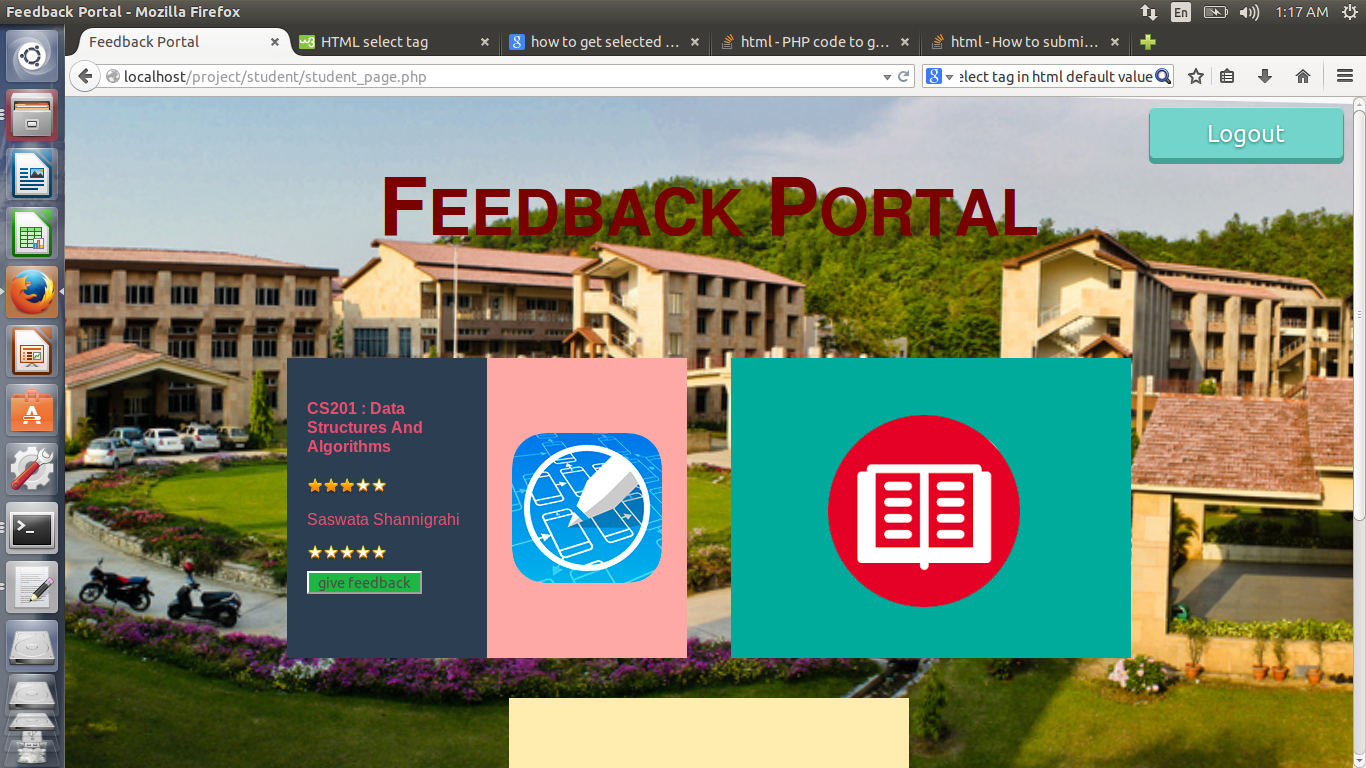 Feedback Portal - Mozilla Firefox
En
1:17 AM
Feedback Portal
HTML select tag
how to get selected ...
html - PHP code to g...
html - How to submi...
localhost/project/student/student_page.php
elect tag in html default value
Logout
FEEDBACK PORTAL
CS201 : Data
Structures And
Algorithms
Saswata Shannigrahi
give feedback